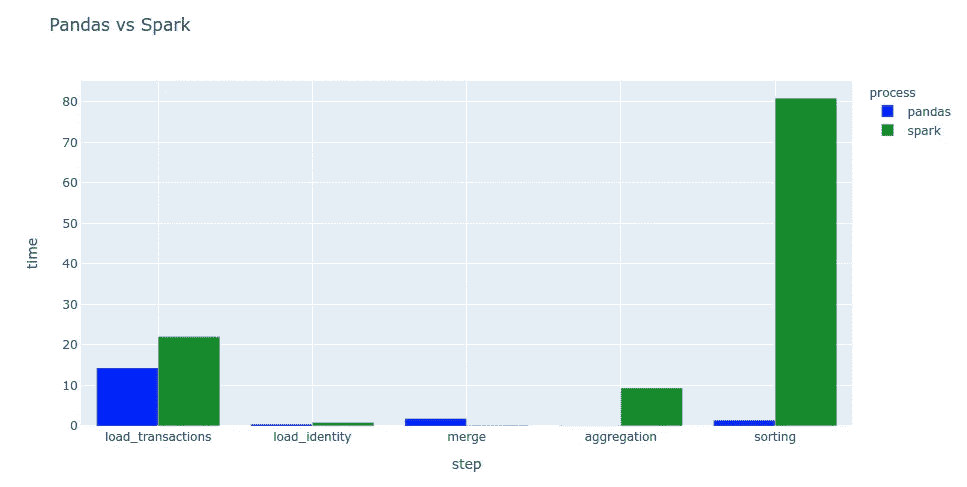 Pandas vs Spark
process
pandas
spark
80
70
60
50
40
30
20
10
0
time
load_transactions
load_identity
merge
aggregation
sorting
step